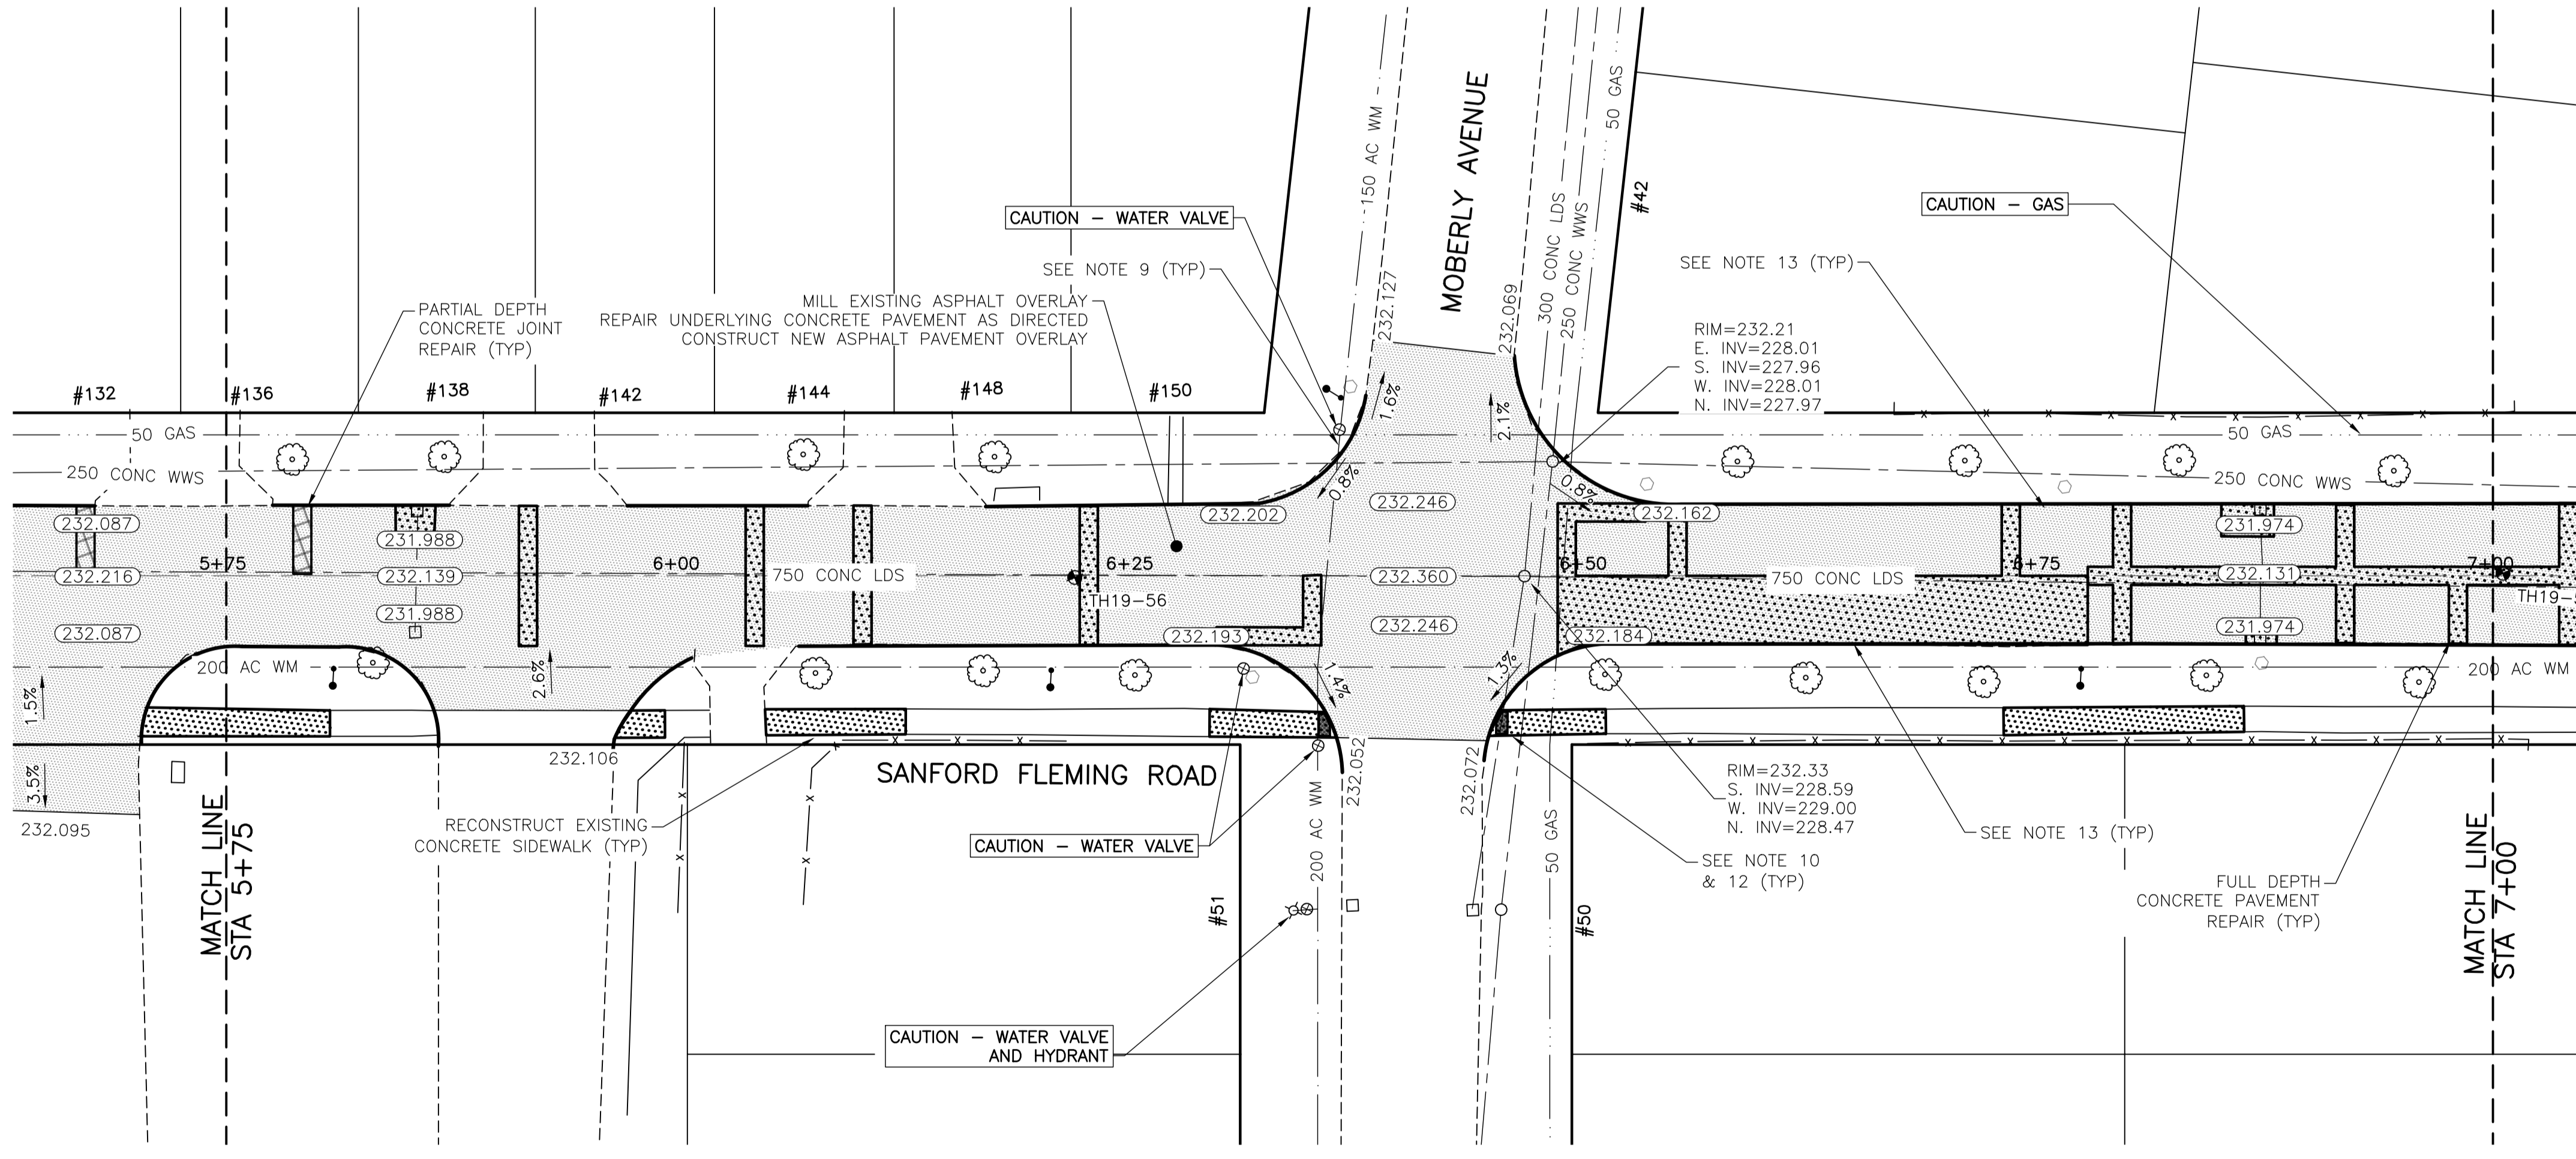 150 AC WM
MOBERLY AVENUE
50 GAS
300 CONC LDS
250 CONC WWS
#42
CAUTION – WATER VALVE
SEE NOTE 9 (TYP)
MILL EXISTING ASPHALT OVERLAY
REPAIR UNDERLYING CONCRETE PAVEMENT AS DIRECTED
CONSTRUCT NEW ASPHALT PAVEMENT OVERLAY
PARTIAL DEPTH
CONCRETE JOINT
REPAIR (TYP)
CAUTION – GAS
SEE NOTE 13 (TYP)
RIM=232.21
E. INV=228.01
S. INV=227.96
W. INV=228.01
N. INV=227.97
232.127
232.069
#132
#136
#138
#142
#144
#148
#150
1.6%
2.1%
50 GAS
50 GAS
250 CONC WWS
250 CONC WWS
0.8%
0.8%
232.087
231.988
232.202
232.246
232.162
231.974
5+75
6+00
6+25
6+50
6+75
7+00
232.216
232.139
750 CONC LDS
232.360
750 CONC LDS
232.131
TH19-56
TH19-
232.087
231.988
232.193
232.246
232.184
231.974
200 AC WM
200 AC WM
1.5%
2.6%
1.4%
1.3%
3.5%
232.095
232.106
232.052
232.072
SANFORD FLEMING ROAD
MATCH LINE
STA 5+75
RECONSTRUCT EXISTING
CONCRETE SIDEWALK (TYP)
CAUTION – WATER VALVE
200 AC WM
50 GAS
RIM=232.33
S. INV=228.59
W. INV=229.00
N. INV=228.47
SEE NOTE 13 (TYP)
SEE NOTE 10
& 12 (TYP)
FULL DEPTH
CONCRETE PAVEMENT
REPAIR (TYP)
MATCH LINE
STA 7+00
#51
#50
CAUTION – WATER VALVE
AND HYDRANT